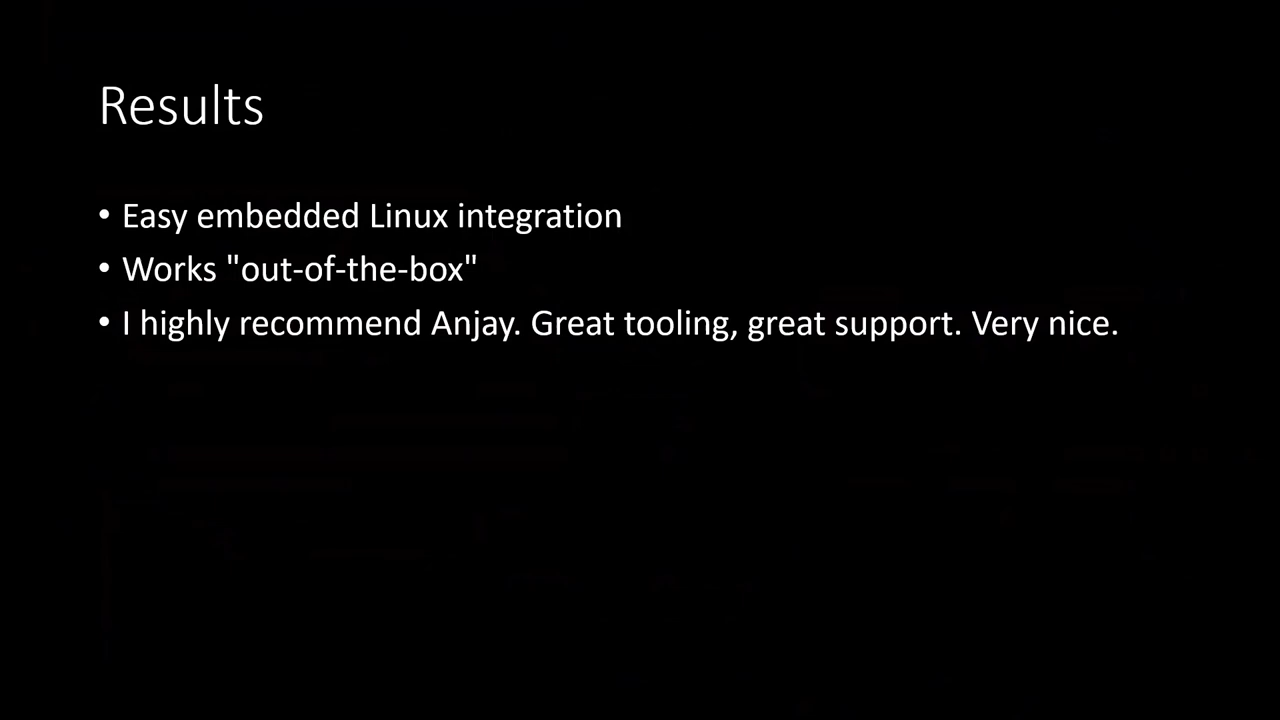 Results
• Easy embedded Linux integration
• Works "out-of-the-box"
• I highly recommend Anjay. Great tooling, great support. Very nice.